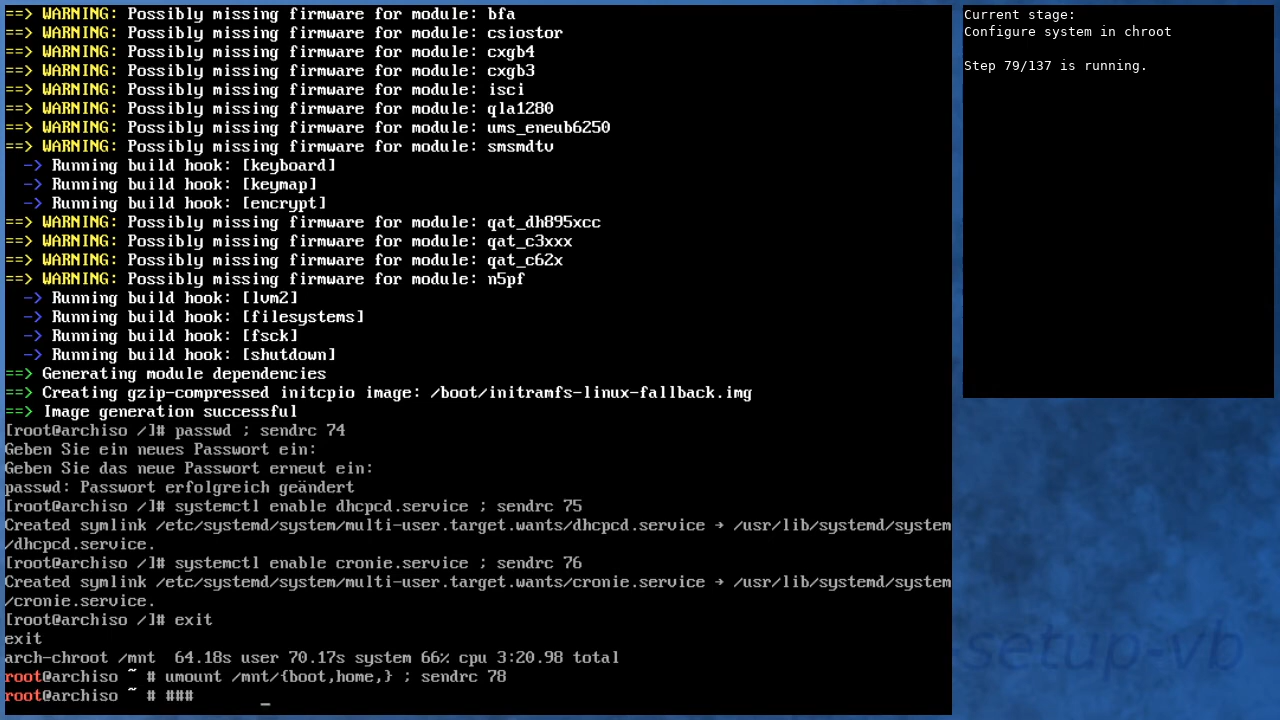 ==> WARNING: Possibly missing firmware for module: bfa
==> WARNING: Possibly missing firmware for module: csiostor
==> WARNING: Possibly missing firmware for module: cxgb4
==> WARNING: Possibly missing firmware for module: cxgb3
==> WARNING: Possibly missing firmware for module: isci
==> WARNING: Possibly missing firmware for module: qla1280
==> WARNING: Possibly missing firmware for module: ums_eneub6250
==> WARNING: Possibly missing firmware for module: smsmdtv
  -> Running build hook: [keyboard]
  -> Running build hook: [keymap]
  -> Running build hook: [encrypt]
==> WARNING: Possibly missing firmware for module: qat_dh895xcc
==> WARNING: Possibly missing firmware for module: qat_c3xxx
==> WARNING: Possibly missing firmware for module: qat_c62x
==> WARNING: Possibly missing firmware for module: n5pf
  -> Running build hook: [lvm2]
  -> Running build hook: [filesystems]
  -> Running build hook: [fsck]
  -> Running build hook: [shutdown]
==> Generating module dependencies
==> Creating gzip-compressed initcpio image: /boot/initramfs-linux-fallback.img
==> Image generation successful
[root@archiso /]# passwd ; sendrc 74
Geben Sie ein neues Passwort ein:
Geben Sie das neue Passwort erneut ein:
passwd: Passwort erfolgreich geändert
[root@archiso /]# systemctl enable dhcpcd.service ; sendrc 75
Created symlink /etc/systemd/system/multi-user.target.wants/dhcpcd.service → /usr/lib/systemd/system
/dhcpcd.service.
[root@archiso /]# systemctl enable cronie.service ; sendrc 76
Created symlink /etc/systemd/system/multi-user.target.wants/cronie.service → /usr/lib/systemd/system
/cronie.service.
[root@archiso /]# exit
exit
arch-chroot /mnt  64.18s user 70.17s system 66% cpu 3:20.98 total
root@archiso ~ # umount /mnt/{boot,home,} ; sendrc 78
root@archiso ~ # ###       _
Current stage:
Configure system in chroot
Step 79/137 is running.
setup-vb